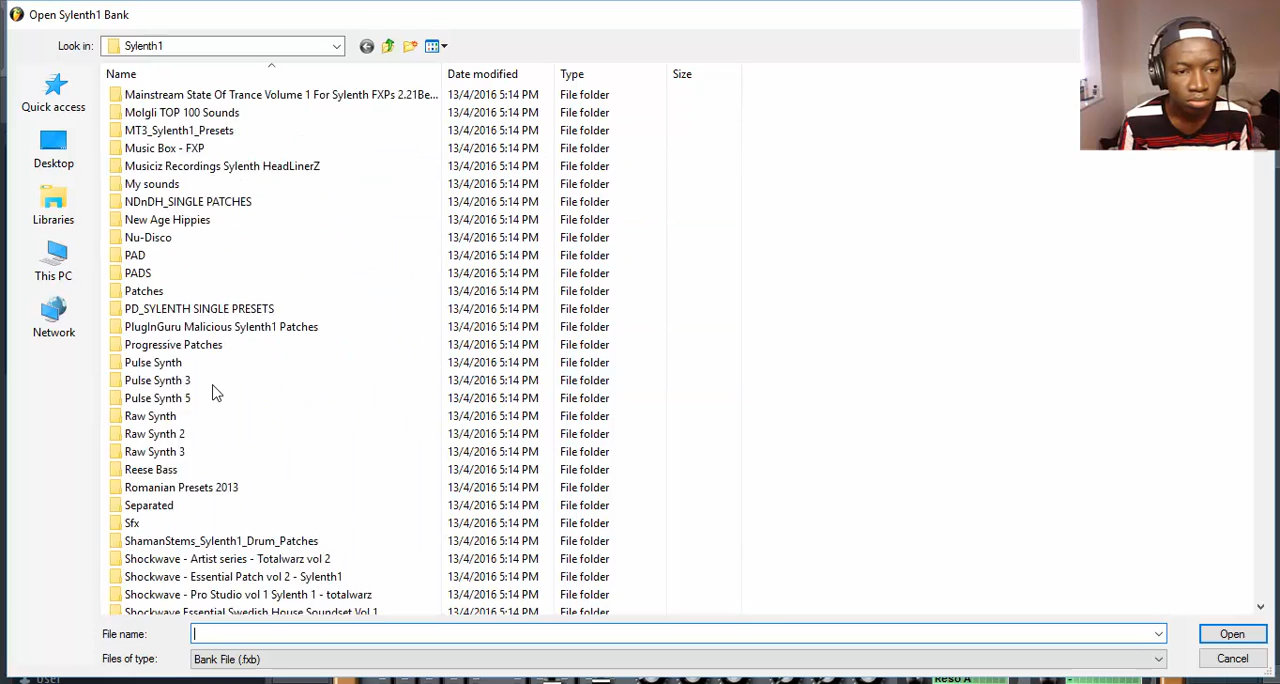 Open Sylenth1 Bank
Look in:
Sylenth1
Name
Date modified
Type
Size
Quick access
Desktop
Libraries
This PC
Network
Mainstream State Of Trance Volume 1 For Sylenth FXPs 2.21Be... 13/4/2016 5:14 PM File folder
Molgli TOP 100 Sounds 13/4/2016 5:14 PM File folder
MT3_Sylenth1_Presets 13/4/2016 5:14 PM File folder
Music Box - FXP 13/4/2016 5:14 PM File folder
Musiciz Recordings Sylenth HeadLinerZ 13/4/2016 5:14 PM File folder
My sounds 13/4/2016 5:14 PM File folder
NDnDH_SINGLE PATCHES 13/4/2016 5:14 PM File folder
New Age Hippies 13/4/2016 5:14 PM File folder
Nu-Disco 13/4/2016 5:14 PM File folder
PAD 13/4/2016 5:14 PM File folder
PADS 13/4/2016 5:14 PM File folder
Patches 13/4/2016 5:14 PM File folder
PD_SYLENTH SINGLE PRESETS 13/4/2016 5:14 PM File folder
PlugInGuru Malicious Sylenth1 Patches 13/4/2016 5:14 PM File folder
Progressive Patches 13/4/2016 5:14 PM File folder
Pulse Synth 13/4/2016 5:14 PM File folder
Pulse Synth 3 13/4/2016 5:14 PM File folder
Pulse Synth 5 13/4/2016 5:14 PM File folder
Raw Synth 13/4/2016 5:14 PM File folder
Raw Synth 2 13/4/2016 5:14 PM File folder
Raw Synth 3 13/4/2016 5:14 PM File folder
Reese Bass 13/4/2016 5:14 PM File folder
Romanian Presets 2013 13/4/2016 5:14 PM File folder
Separated 13/4/2016 5:14 PM File folder
Sfx 13/4/2016 5:14 PM File folder
ShamanStems_Sylenth1_Drum_Patches 13/4/2016 5:14 PM File folder
Shockwave - Artist series - Totalwarz vol 2 13/4/2016 5:14 PM File folder
Shockwave - Essential Patch vol 2 - Sylenth1 13/4/2016 5:14 PM File folder
Shockwave - Pro Studio vol 1 Sylenth 1 - totalwarz 13/4/2016 5:14 PM File folder
Shockwave Essential Swedish House Soundset Vol 1 13/4/2016 5:14 PM File folder
File name:
Open
Files of type:
Bank File (.fxb)
Cancel
User
Reso A